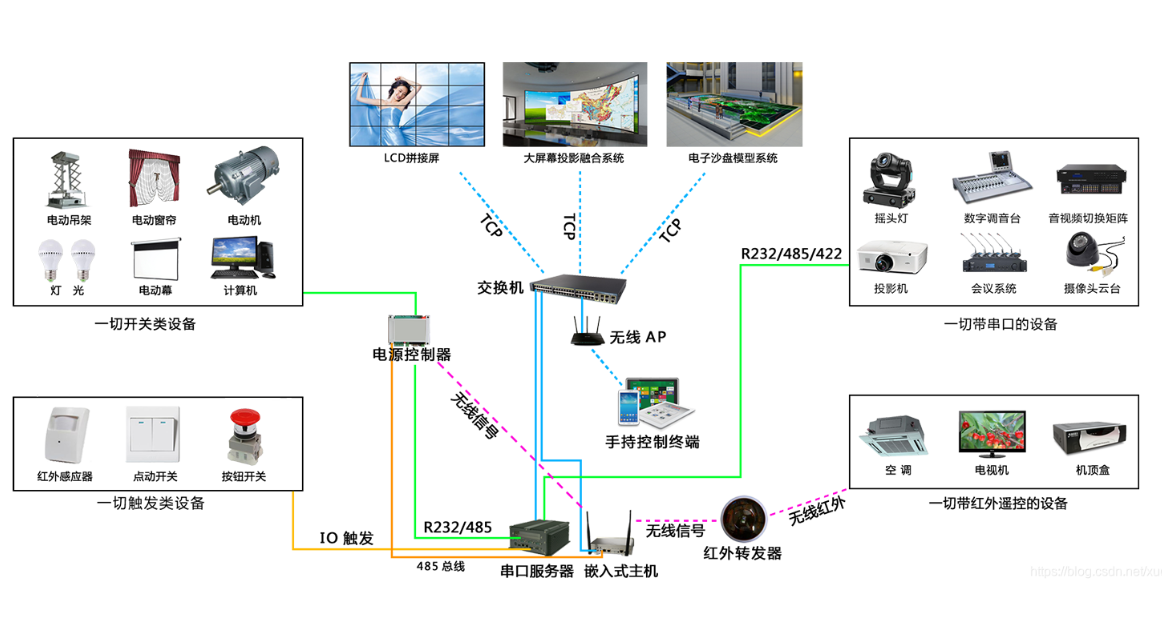 LCD拼接屏
大屏幕投影融合系统
电子沙盘模型系统
TCP
TCP
TCP
电动吊架
电动窗帘
电动机
灯 光
电动幕
计算机
一切开关类设备
交换机
无线 AP
手持控制终端
R232/485/422
摇头灯
数字调音台
音视频切换矩阵
投影机
会议系统
摄像头云台
一切带串口的设备
电源控制器
无线信号
红外感应器
点动开关
按钮开关
一切触发类设备
空 调
电视机
机顶盒
一切带红外遥控的设备
R232/485
IO 触发
485 总线
串口服务器
嵌入式主机
无线信号
红外转发器
无线红外
https://blog.csdn.net/xu